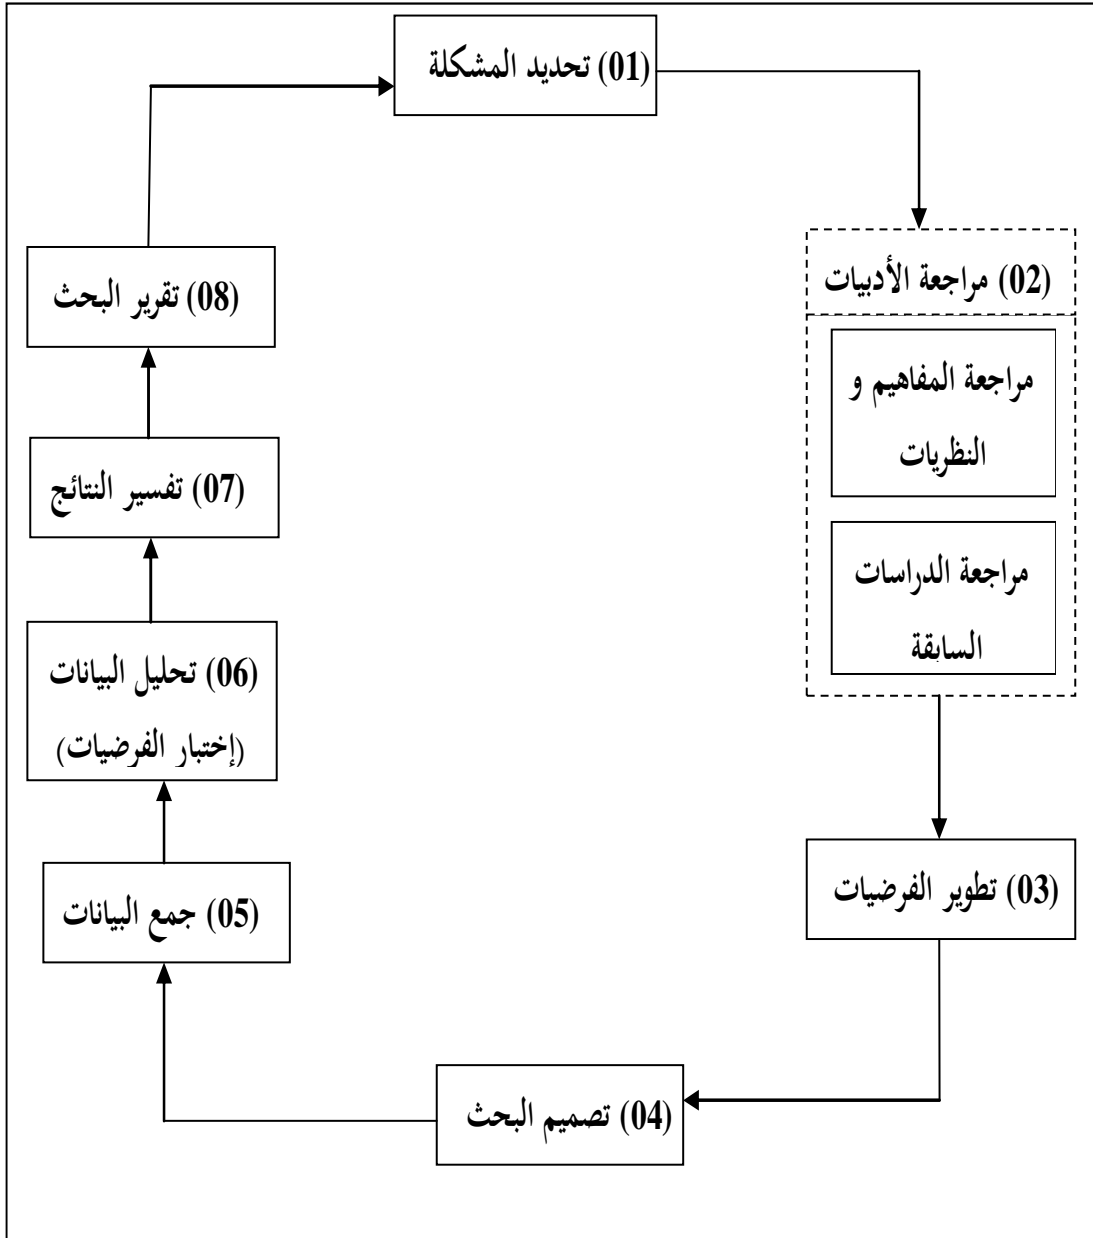 (01) تحديد المشكلة
(02) مراجعة الأدبيات
مراجعة المفاهيم و
النظريات
مراجعة الدراسات
السابقة
(03) تطوير الفرضيات
(04) تصميم البحث
(05) جمع البيانات
(06) تحليل البيانات
(إختبار الفرضيات)
(07) تفسير النتائج
(08) تقرير البحث